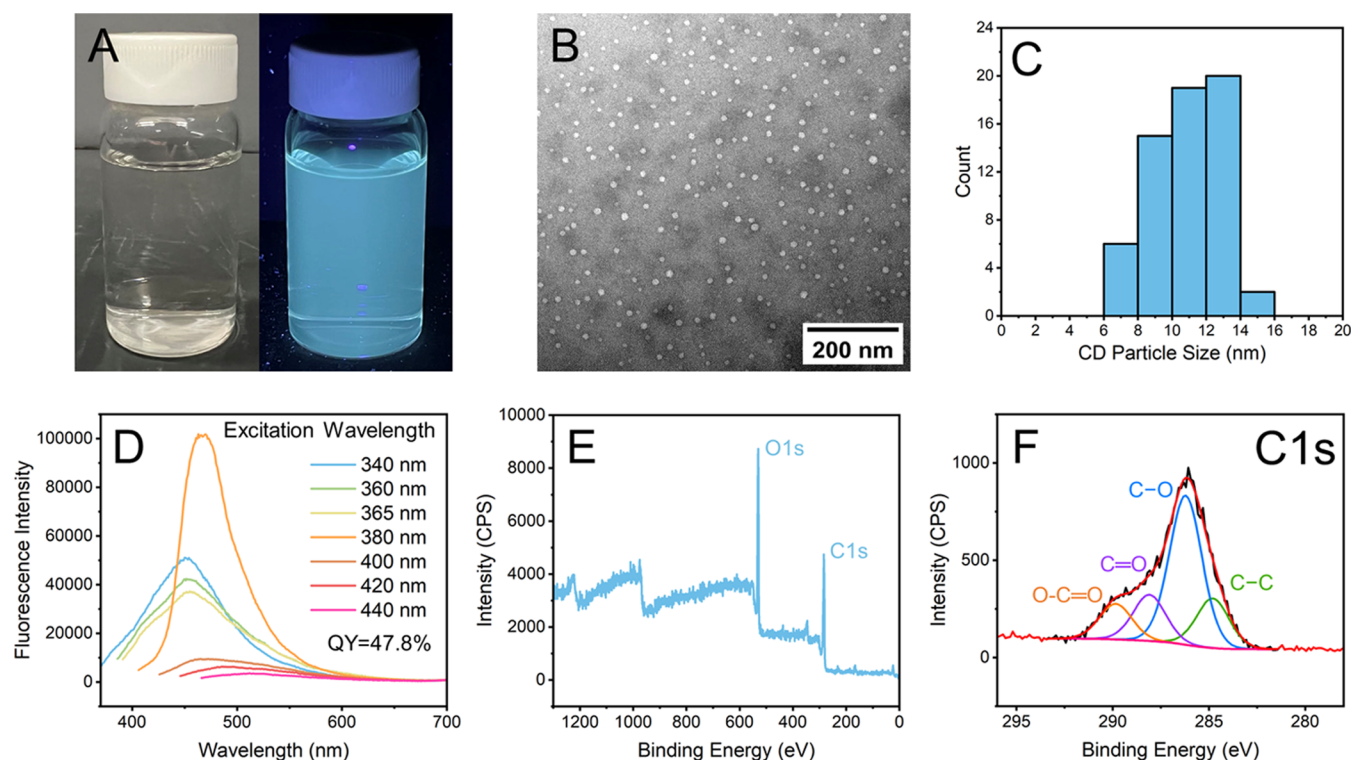 A
B
200 nm
C
Count
24
20
16
12
8
4
0
0 2 4 6 8 10 12 14 16 18 20
CD Particle Size (nm)
D
Excitation Wavelength
340 nm
360 nm
365 nm
380 nm
400 nm
420 nm
440 nm
QY=47.8%
Fluorescence Intensity
100000
80000
60000
40000
20000
0
400 500 600 700
Wavelength (nm)
E
O1s
C1s
Intensity (CPS)
10000
8000
6000
4000
2000
0
1200 1000 800 600 400 200 0
Binding Energy (eV)
F
C1s
C–O
C=O
O-C=O
C–C
Intensity (CPS)
1000
500
0
295 290 285 280
Binding Energy (eV)